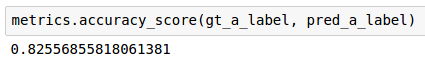 metrics.accuracy_score(gt_a_label, pred_a_label)
0.82556855818061381